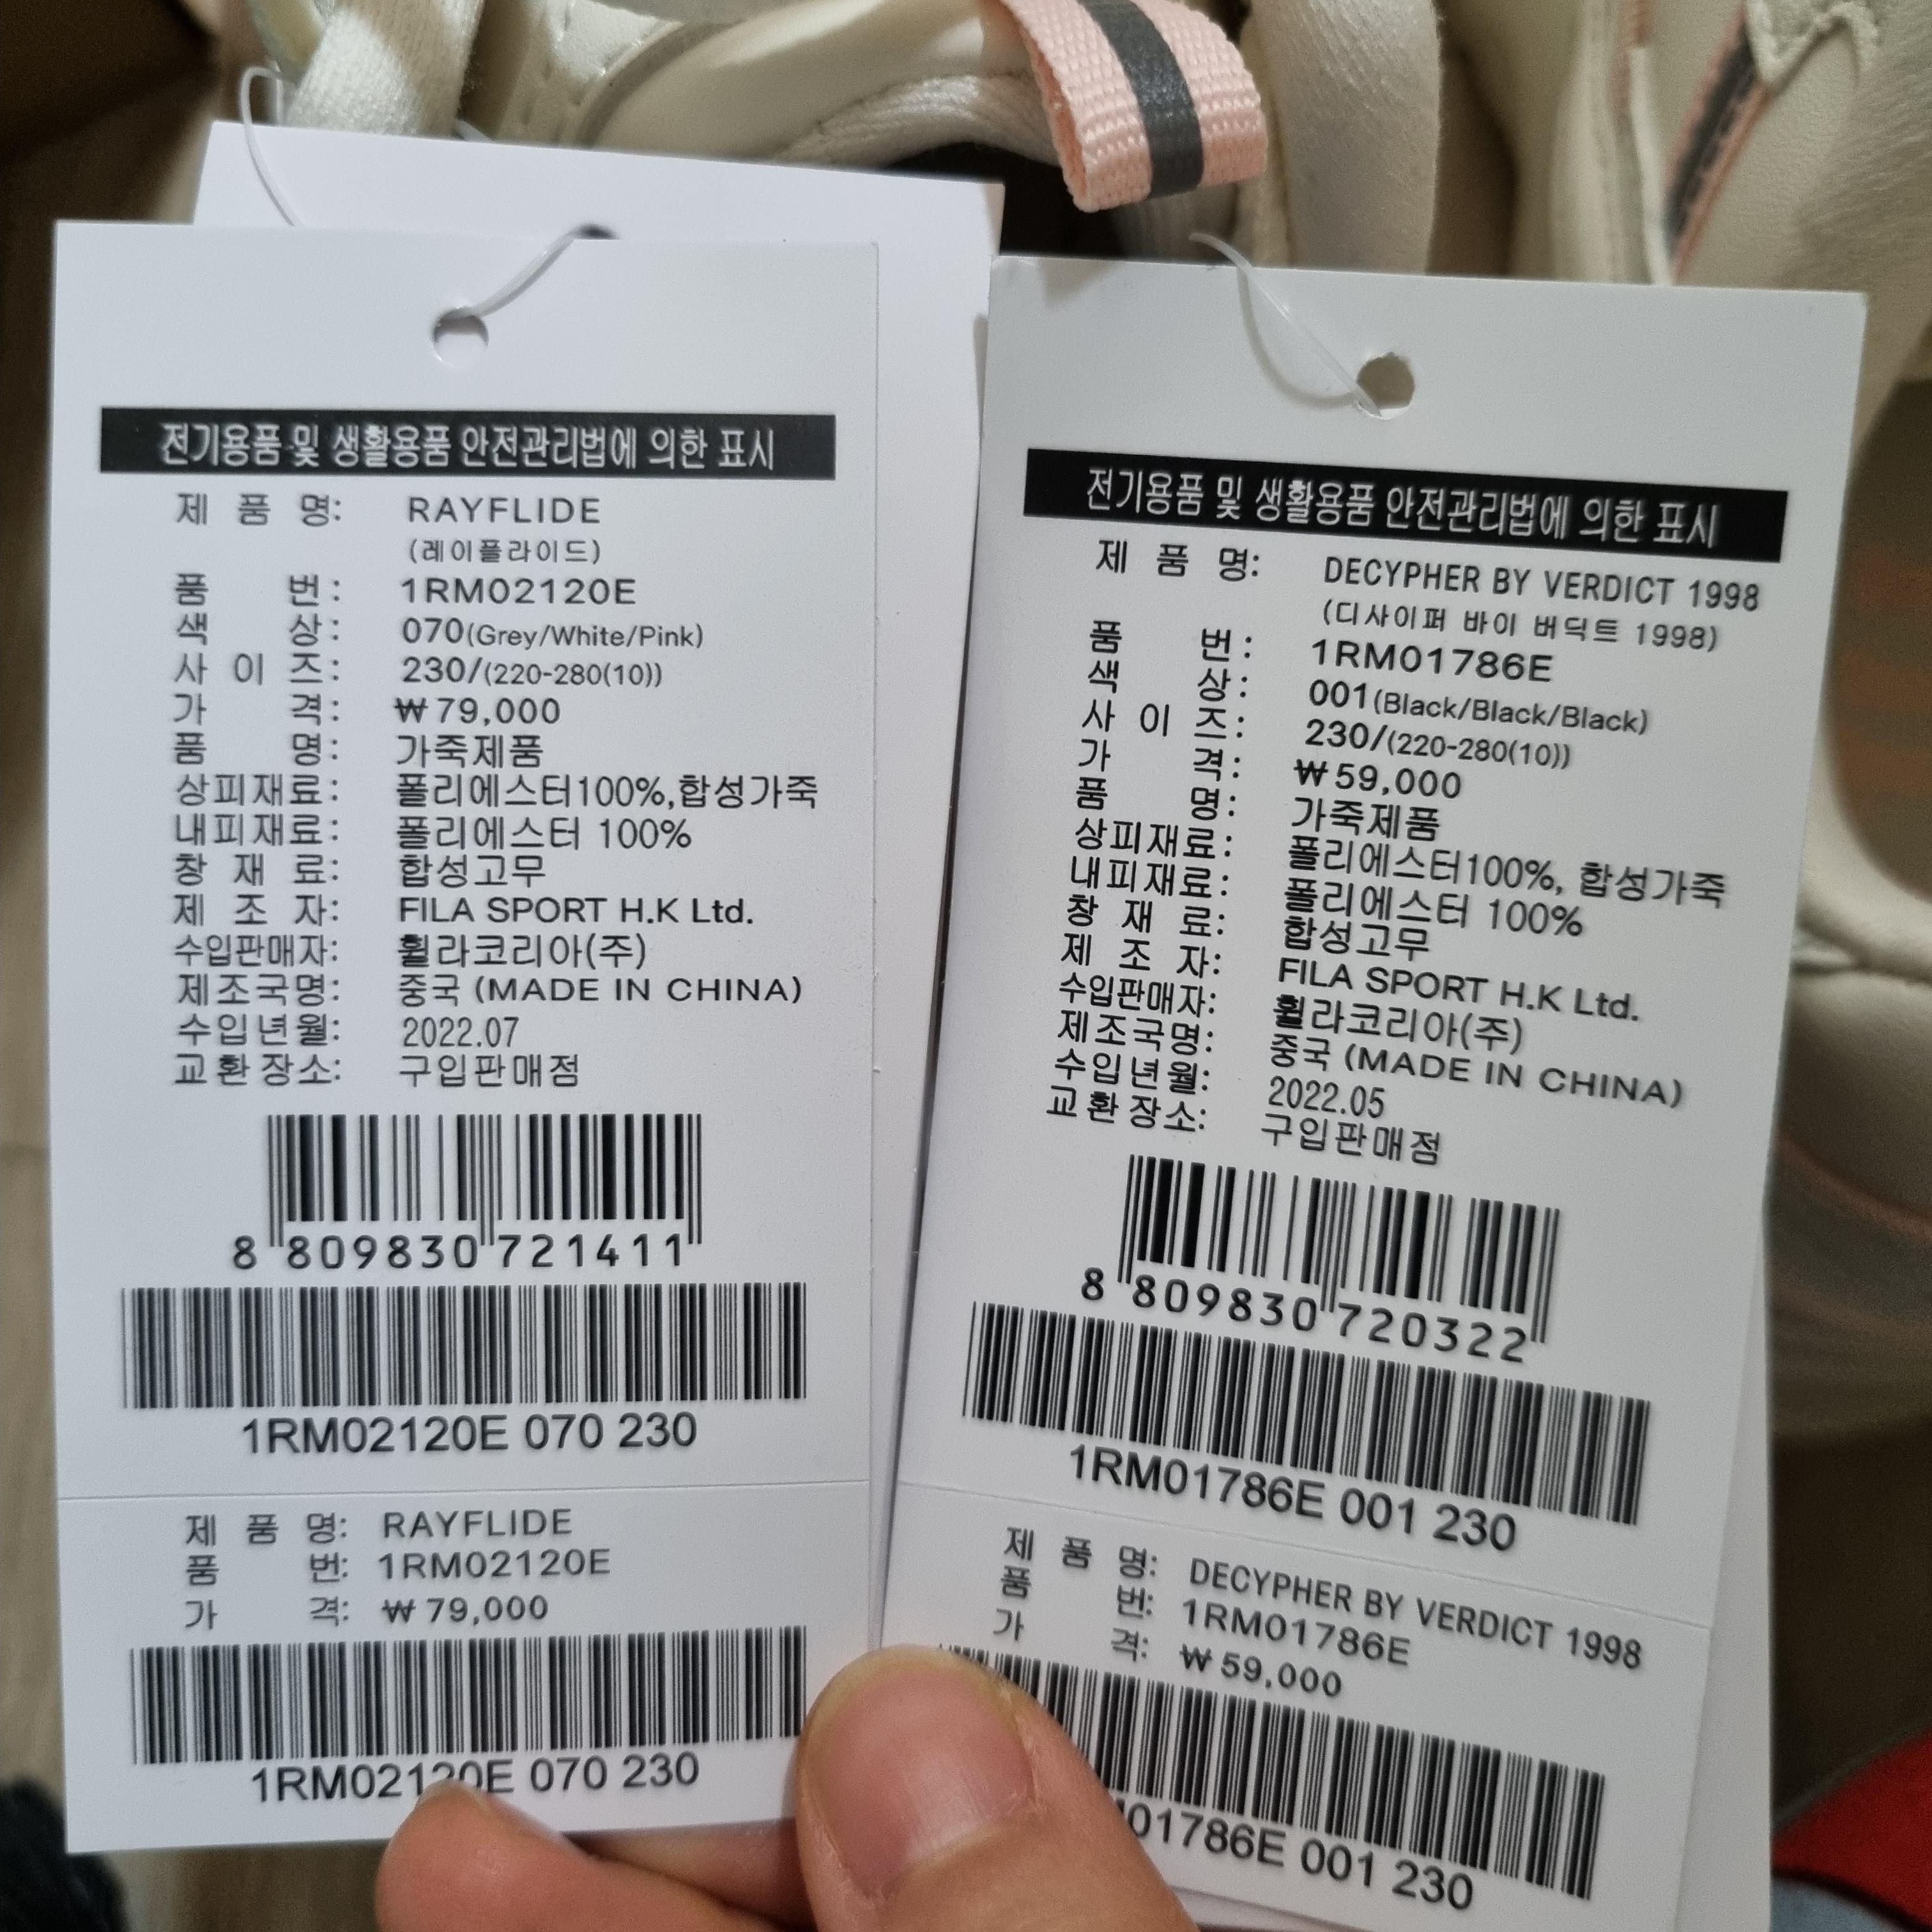 전기용품 및 생활용품 안전관리법에 의한 표시
제 품 명: RAYFLIDE
(레이플라이드)
품 번: 1RM02120E
색 상: 070(Grey/White/Pink)
사 이 즈: 230/(220-280(10))
가 격: ₩79,000
품 명: 가죽제품
상피재료: 폴리에스터100%,합성가죽
내피재료: 폴리에스터 100%
창 재 료: 합성고무
제 조 자: FILA SPORT H.K Ltd.
수입판매자: 휠라코리아(주)
제조국명: 중국 (MADE IN CHINA)
수입년월: 2022.07
교환장소: 구입판매점
8 809830 721411
1RM02120E 070 230
제 품 명: RAYFLIDE
품 번: 1RM02120E
가 격: ₩79,000
1RM02120E 070 230
전기용품 및 생활용품 안전관리법에 의한 표시
제 품 명: DECYPHER BY VERDICT 1998
(디사이퍼 바이 버딕트 1998)
품 번: 1RM01786E
색 상: 001(Black/Black/Black)
사 이 즈: 230/(220-280(10))
가 격: ₩59,000
품 명: 가죽제품
상피재료: 폴리에스터100%, 합성가죽
내피재료: 폴리에스터 100%
창 재 료: 합성고무
제 조 자: FILA SPORT H.K Ltd.
수입판매자: 휠라코리아(주)
제조국명: 중국 (MADE IN CHINA)
수입년월: 2022.05
교환장소: 구입판매점
8 809830 720322
1RM01786E 001 230
제 품 명: DECYPHER BY VERDICT 1998
품 번: 1RM01786E
가 격: ₩59,000
01786E 001 230